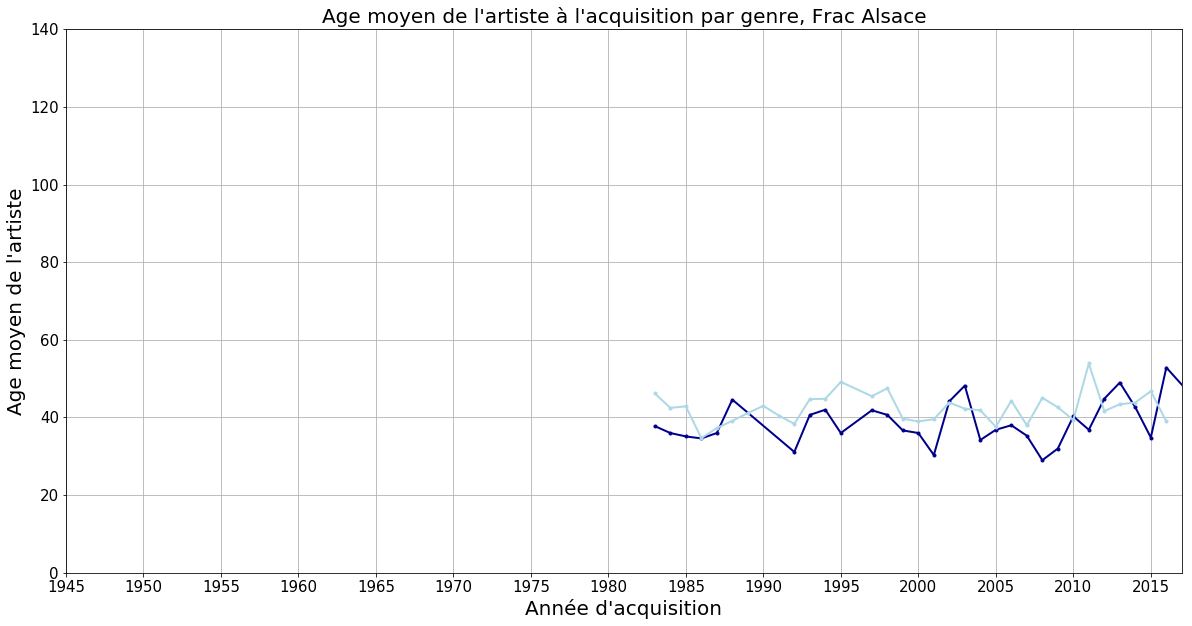 Age moyen de l'artiste à l'acquisition par genre, Frac Alsace
140
120
100
80
60
40
20
0
Age moyen de l'artiste
1945 1950 1955 1960 1965 1970 1975 1980 1985 1990 1995 2000 2005 2010 2015
Année d'acquisition